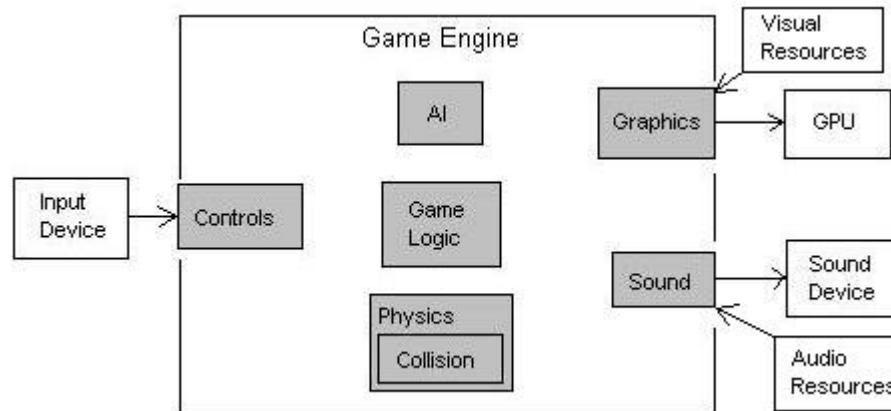 Game Engine
Visual
Resources
AI
Graphics
GPU
Input
Device
Controls
Game
Logic
Sound
Sound
Device
Physics
Collision
Audio
Resources